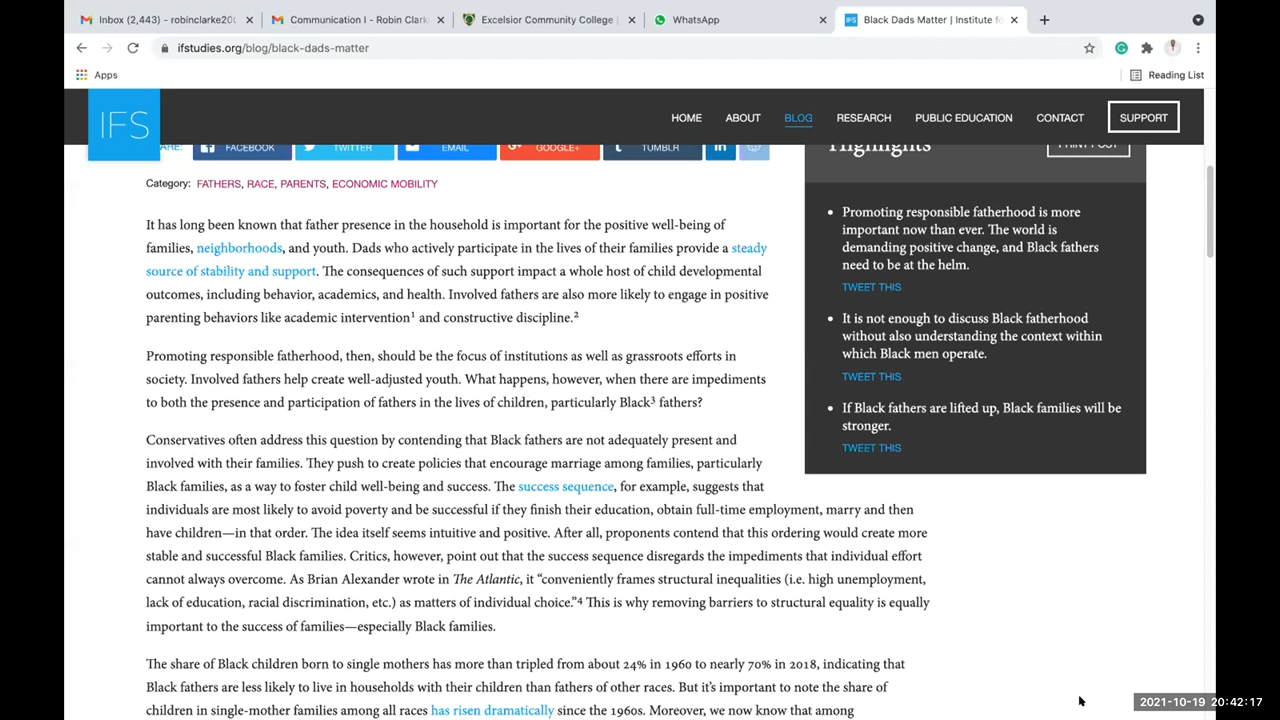 Inbox (2,443) - robinclarke20
Communication I - Robin Clark
Excelsior Community College |
WhatsApp
Black Dads Matter | Institute fo
ifstudies.org/blog/black-dads-matter
Apps
Reading List
IFS
HOME
ABOUT
BLOG
RESEARCH
PUBLIC EDUCATION
CONTACT
SUPPORT
FACEBOOK
TWITTER
EMAIL
GOOGLE+
TUMBLR
Highlights
PRINT POST
Category: FATHERS, RACE, PARENTS, ECONOMIC MOBILITY
It has long been known that father presence in the household is important for the positive well-being of
families, neighborhoods, and youth. Dads who actively participate in the lives of their families provide a steady
source of stability and support. The consequences of such support impact a whole host of child developmental
outcomes, including behavior, academics, and health. Involved fathers are also more likely to engage in positive
parenting behaviors like academic intervention¹ and constructive discipline.²
Promoting responsible fatherhood, then, should be the focus of institutions as well as grassroots efforts in
society. Involved fathers help create well-adjusted youth. What happens, however, when there are impediments
to both the presence and participation of fathers in the lives of children, particularly Black³ fathers?
Conservatives often address this question by contending that Black fathers are not adequately present and
involved with their families. They push to create policies that encourage marriage among families, particularly
Black families, as a way to foster child well-being and success. The success sequence, for example, suggests that
individuals are most likely to avoid poverty and be successful if they finish their education, obtain full-time employment, marry and then
have children—in that order. The idea itself seems intuitive and positive. After all, proponents contend that this ordering would create more
stable and successful Black families. Critics, however, point out that the success sequence disregards the impediments that individual effort
cannot always overcome. As Brian Alexander wrote in The Atlantic, it “conveniently frames structural inequalities (i.e. high unemployment,
lack of education, racial discrimination, etc.) as matters of individual choice.”⁴ This is why removing barriers to structural equality is equally
important to the success of families—especially Black families.
The share of Black children born to single mothers has more than tripled from about 24% in 1960 to nearly 70% in 2018, indicating that
Black fathers are less likely to live in households with their children than fathers of other races. But it’s important to note the share of
children in single-mother families among all races has risen dramatically since the 1960s. Moreover, we now know that among
Promoting responsible fatherhood is more
important now than ever. The world is
demanding positive change, and Black fathers
need to be at the helm.
TWEET THIS
It is not enough to discuss Black fatherhood
without also understanding the context within
which Black men operate.
TWEET THIS
If Black fathers are lifted up, Black families will be
stronger.
TWEET THIS
2021-10-19 20:42:17